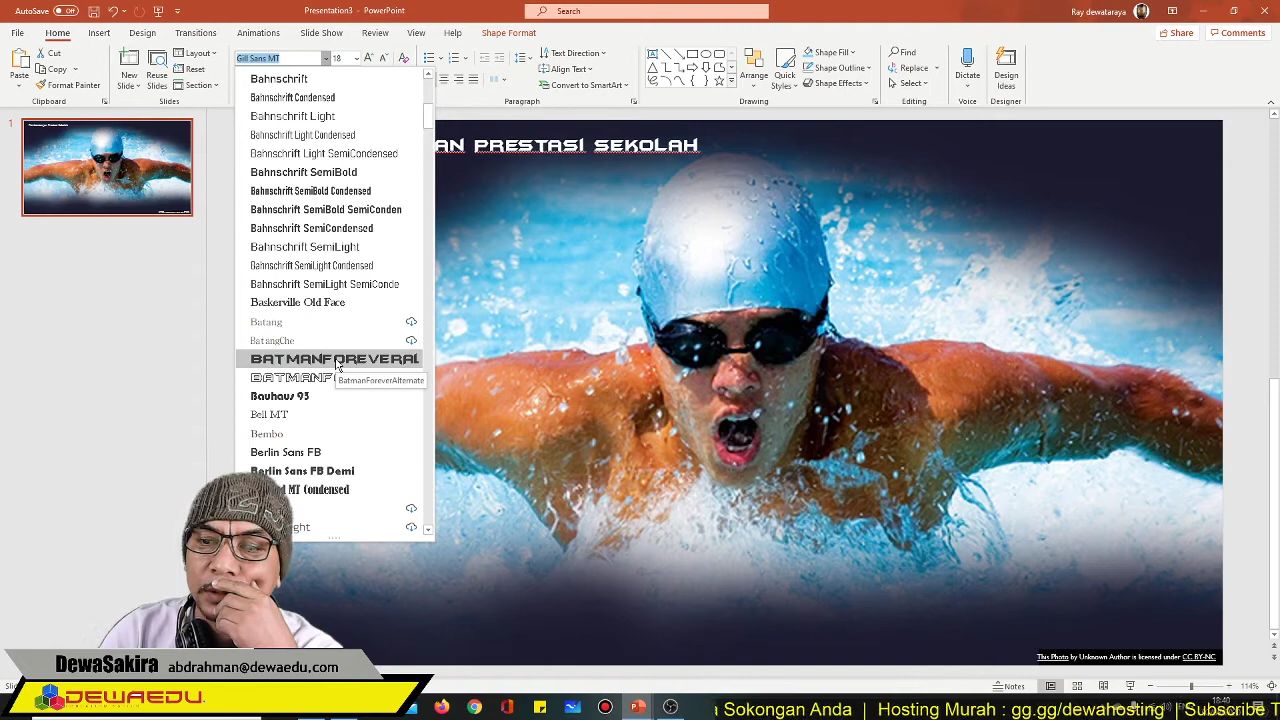 AutoSave Off
Presentation3 - PowerPoint
Search
Ray dewataraya
File Home Insert Design Transitions Animations Slide Show Review View Help Shape Format
Share Comments
Paste
Cut
Copy
Format Painter
Clipboard
New Slide
Reuse Slides
Layout
Reset
Section
Slides
Gill Sans MT 18
Text Direction
Align Text
Convert to SmartArt
Paragraph
Arrange
Quick Styles
Shape Fill
Shape Outline
Shape Effects
Drawing
Find
Replace
Select
Editing
Dictate
Voice
Design Ideas
Designer
Bahnschrift
Bahnschrift Condensed
Bahnschrift Light
Bahnschrift Light Condensed
Bahnschrift Light SemiCondensed
Bahnschrift SemiBold
Bahnschrift SemiBold Condensed
Bahnschrift SemiBold SemiConden
Bahnschrift SemiCondensed
Bahnschrift SemiLight
Bahnschrift SemiLight Condensed
Bahnschrift SemiLight SemiConde
Baskerville Old Face
Batang
BatangChe
BATMANFOREVERAL
BatmanForeverAlternate
Bauhaus 93
Bell MT
Bembo
Berlin Sans FB
Berlin Sans FB Demi
MT Condensed
1
AN PRESTASI SEKOLAH
This Photo by Unknown Author is licensed under CC BY-NC
DewaSakira abdrahman@dewaedu.com
DEWAEDU
Notes
114%
18:40
Sokongan Anda | Hosting Murah : gg.gg/dewahosting | Subscribe T